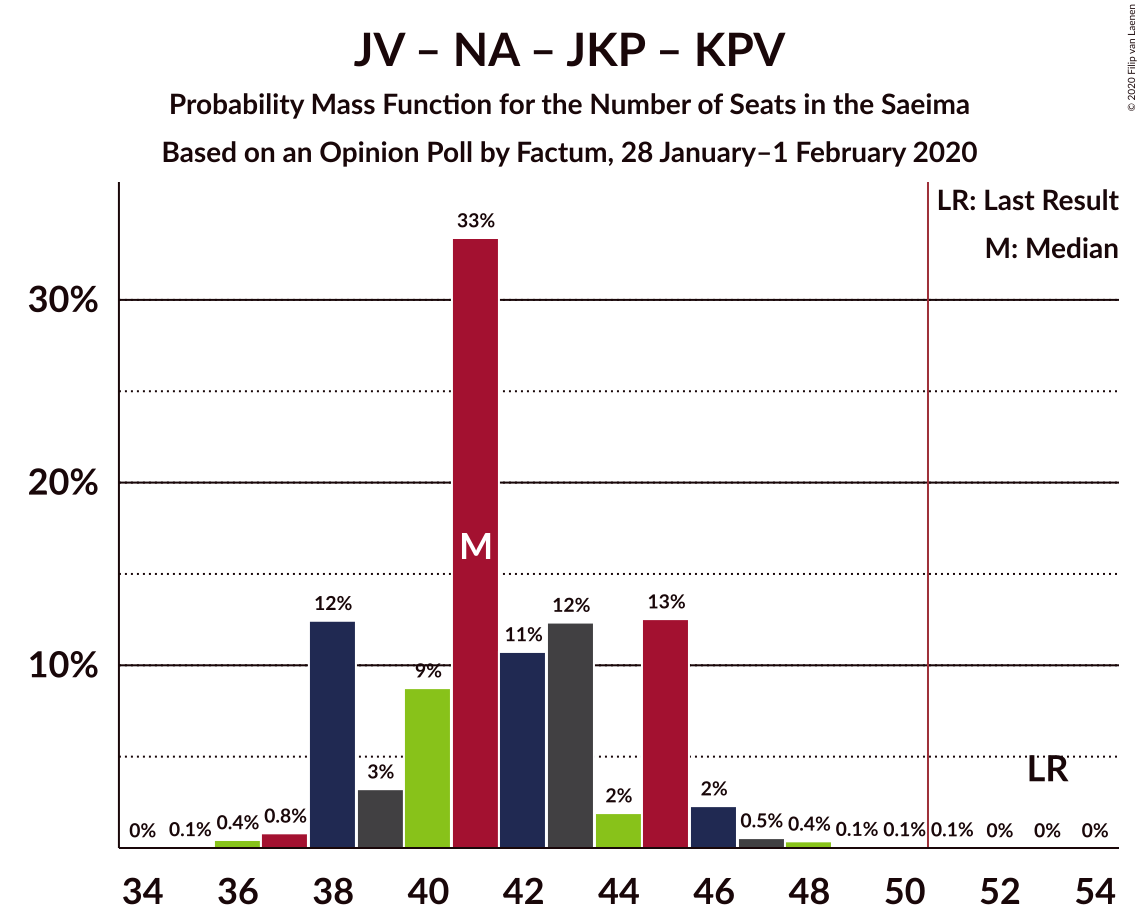 JV – NA – JKP – KPV
Probability Mass Function for the Number of Seats in the Saeima
Based on an Opinion Poll by Factum, 28 January–1 February 2020
© 2020 Filip van Laenen
LR: Last Result
M: Median
33%
30%
20%
M
13%
12%
12%
11%
10%
9%
LR
3%
2%
2%
0% 0.1% 0.4% 0.8% 0.5% 0.4% 0.1% 0.1% 0.1% 0% 0% 0%
34 36 38 40 42 44 46 48 50 52 54